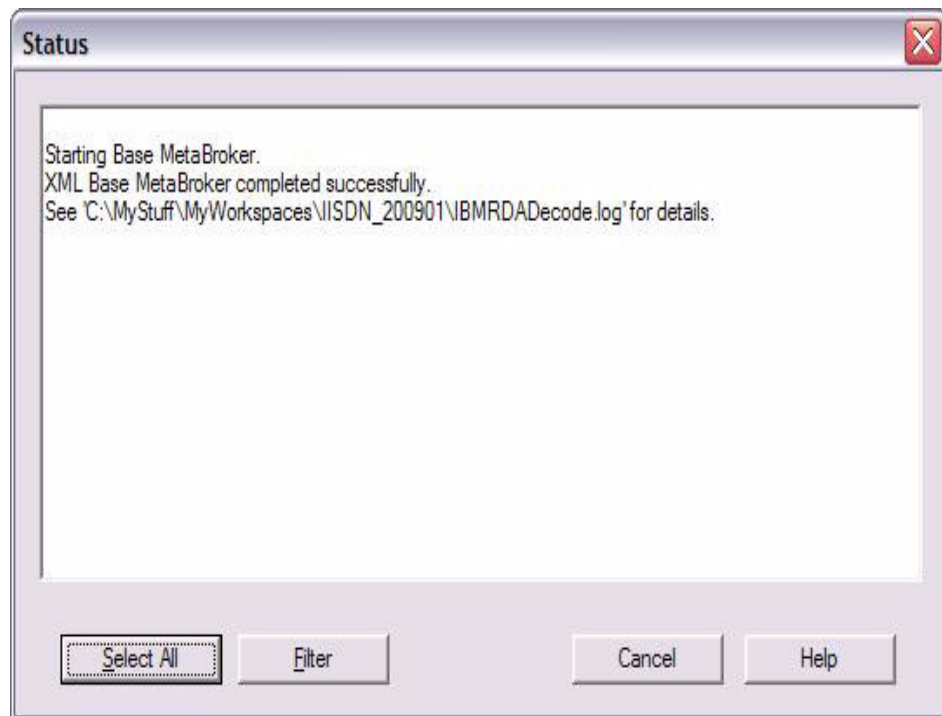 Status
Starting Base MetaBroker.
XML Base MetaBroker completed successfully.
See 'C:\MyStuff\MyWorkspaces\IISDN_200901\IBMRDADecode.log' for details.
Select All
Filter
Cancel
Help